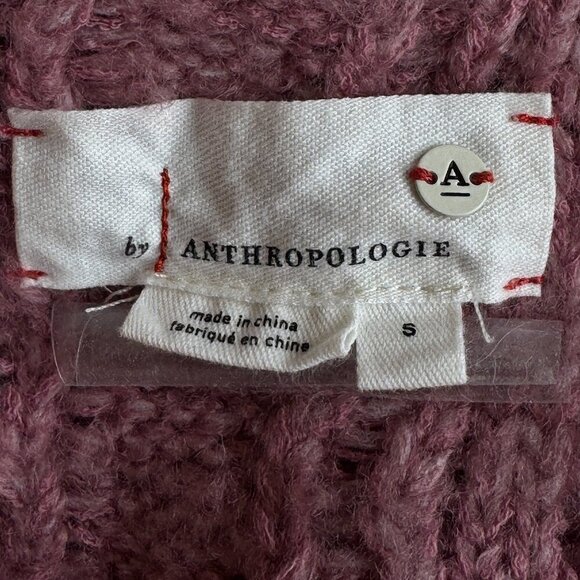 A
by ANTHROPOLOGIE
made in china
fabriqué en chine
S